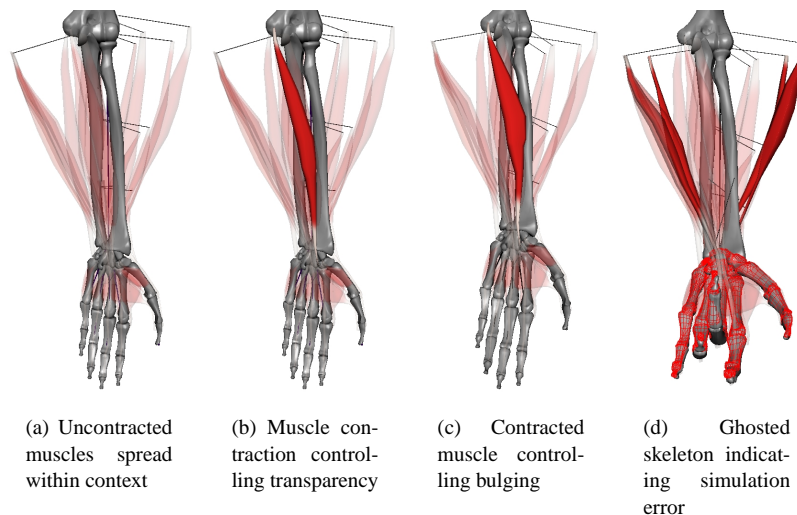 (a) Uncontracted
muscles spread
within context
(b) Muscle con-
traction control-
ling transparency
(c) Contracted
muscle control-
ling bulging
(d) Ghosted
skeleton indicat-
ing simulation
error